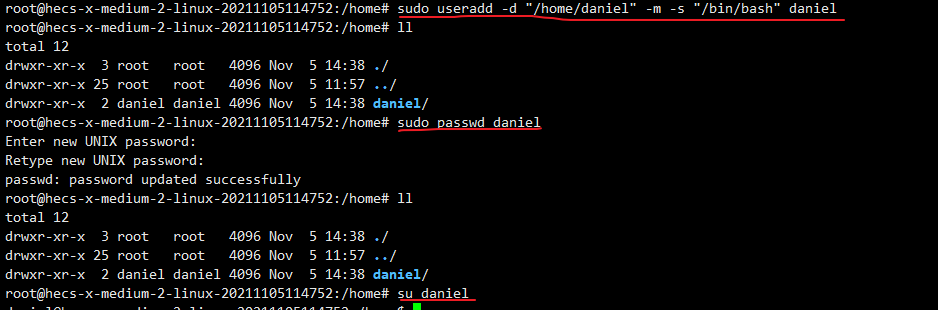 root@hecs-x-medium-2-linux-20211105114752:/home# sudo useradd -d "/home/daniel" -m -s "/bin/bash" daniel
root@hecs-x-medium-2-linux-20211105114752:/home# ll
total 12
drwxr-xr-x  3 root   root   4096 Nov  5 14:38 ./
drwxr-xr-x 25 root   root   4096 Nov  5 11:57 ../
drwxr-xr-x  2 daniel daniel 4096 Nov  5 14:38 daniel/
root@hecs-x-medium-2-linux-20211105114752:/home# sudo passwd daniel
Enter new UNIX password:
Retype new UNIX password:
passwd: password updated successfully
root@hecs-x-medium-2-linux-20211105114752:/home# ll
total 12
drwxr-xr-x  3 root   root   4096 Nov  5 14:38 ./
drwxr-xr-x 25 root   root   4096 Nov  5 11:57 ../
drwxr-xr-x  2 daniel daniel 4096 Nov  5 14:38 daniel/
root@hecs-x-medium-2-linux-20211105114752:/home# su daniel